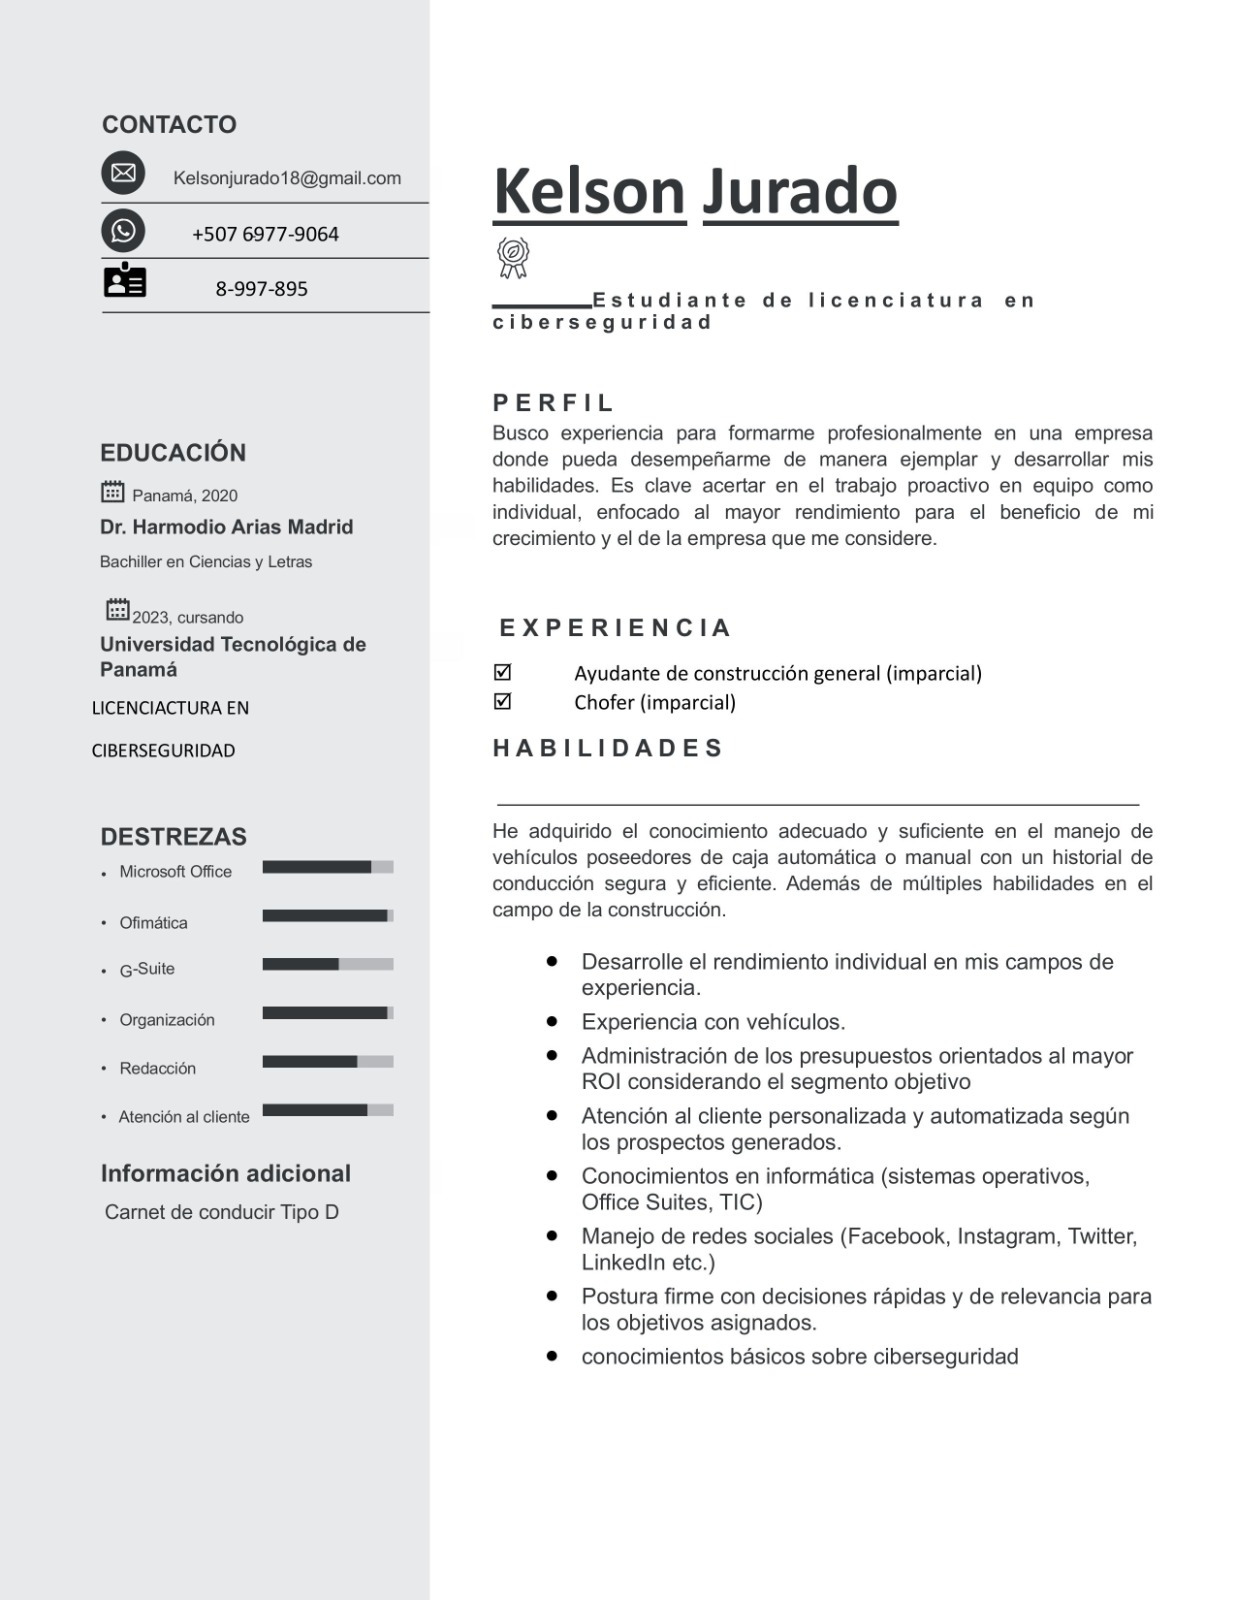 CONTACTO
Kelsonjurado18@gmail.com
+507 6977-9064
8-997-895
EDUCACIÓN
Panamá, 2020
Dr. Harmodio Arias Madrid
Bachiller en Ciencias y Letras
2023, cursando
Universidad Tecnológica de
Panamá
LICENCIACTURA EN
CIBERSEGURIDAD
DESTREZAS
• Microsoft Office
• Ofimática
• G-Suite
• Organización
• Redacción
• Atención al cliente
Información adicional
Carnet de conducir Tipo D
Kelson Jurado
Estudiante de licenciatura en
ciberseguridad
PERFIL
Busco experiencia para formarme profesionalmente en una empresa
donde pueda desempeñarme de manera ejemplar y desarrollar mis
habilidades. Es clave acertar en el trabajo proactivo en equipo como
individual, enfocado al mayor rendimiento para el beneficio de mi
crecimiento y el de la empresa que me considere.
EXPERIENCIA
☑ Ayudante de construcción general (imparcial)
☑ Chofer (imparcial)
HABILIDADES
He adquirido el conocimiento adecuado y suficiente en el manejo de
vehículos poseedores de caja automática o manual con un historial de
conducción segura y eficiente. Además de múltiples habilidades en el
campo de la construcción.
● Desarrolle el rendimiento individual en mis campos de
experiencia.
● Experiencia con vehículos.
● Administración de los presupuestos orientados al mayor
ROI considerando el segmento objetivo
● Atención al cliente personalizada y automatizada según
los prospectos generados.
● Conocimientos en informática (sistemas operativos,
Office Suites, TIC)
● Manejo de redes sociales (Facebook, Instagram, Twitter,
LinkedIn etc.)
● Postura firme con decisiones rápidas y de relevancia para
los objetivos asignados.
● conocimientos básicos sobre ciberseguridad